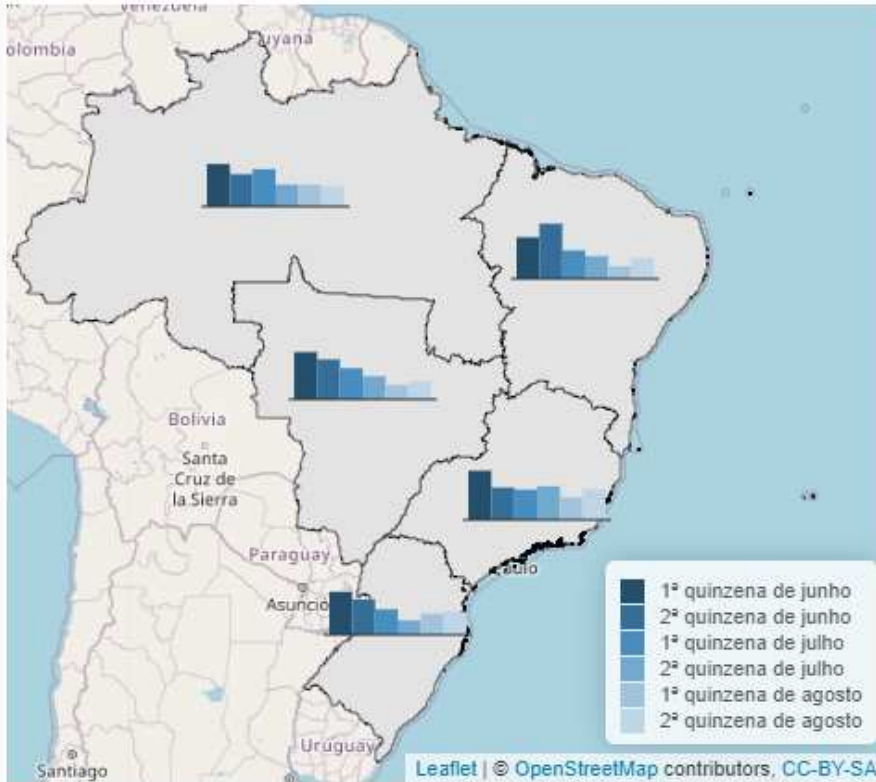 Venezuela
olombia
uyana
Bolivia
Santa
Cruz de
la Sierra
Paraguay
Asunció
aulo
Uruguay
Santiago
1ª quinzena de junho
2ª quinzena de junho
1ª quinzena de julho
2ª quinzena de julho
1ª quinzena de agosto
2ª quinzena de agosto
Leaflet | © OpenStreetMap contributors, CC-BY-SA